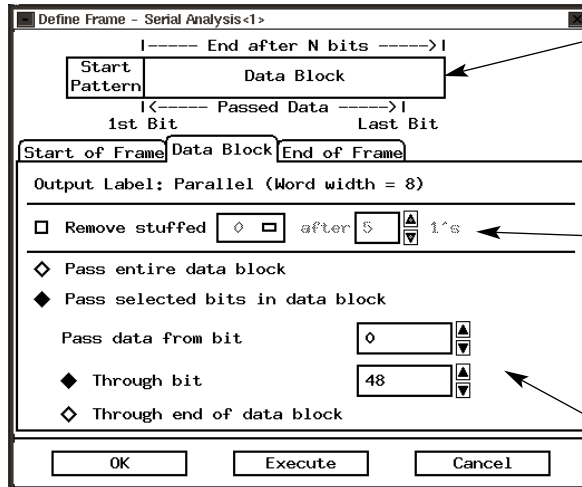 Define Frame - Serial Analysis<1>
|----- End after N bits ----->|
Start Pattern
Data Block
|<----- Passed Data ----->|
1st Bit Last Bit
Start of Frame Data Block End of Frame
Output Label: Parallel (Word width = 8)
Remove stuffed 0 after 5 1's
Pass entire data block
Pass selected bits in data block
Pass data from bit 0
Through bit 48
Through end of data block
OK Execute Cancel